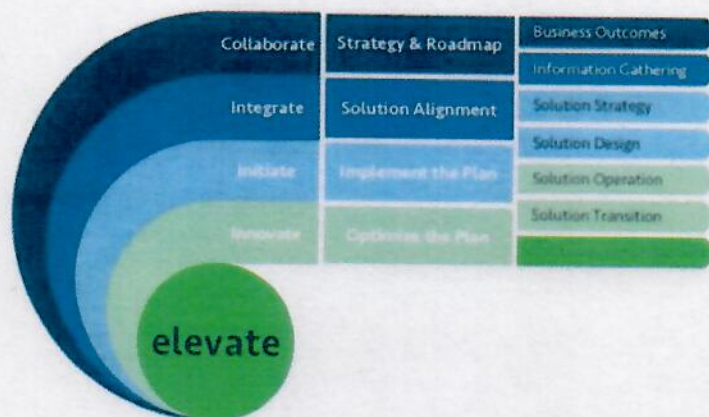 Collaborate
Strategy & Roadmap
Business Outcomes
Information Gathering
Integrate
Solution Alignment
Solution Strategy
Solution Design
Initiate
Implement the Plan
Solution Operation
Innovate
Optimize the Plan
Solution Transition
elevate